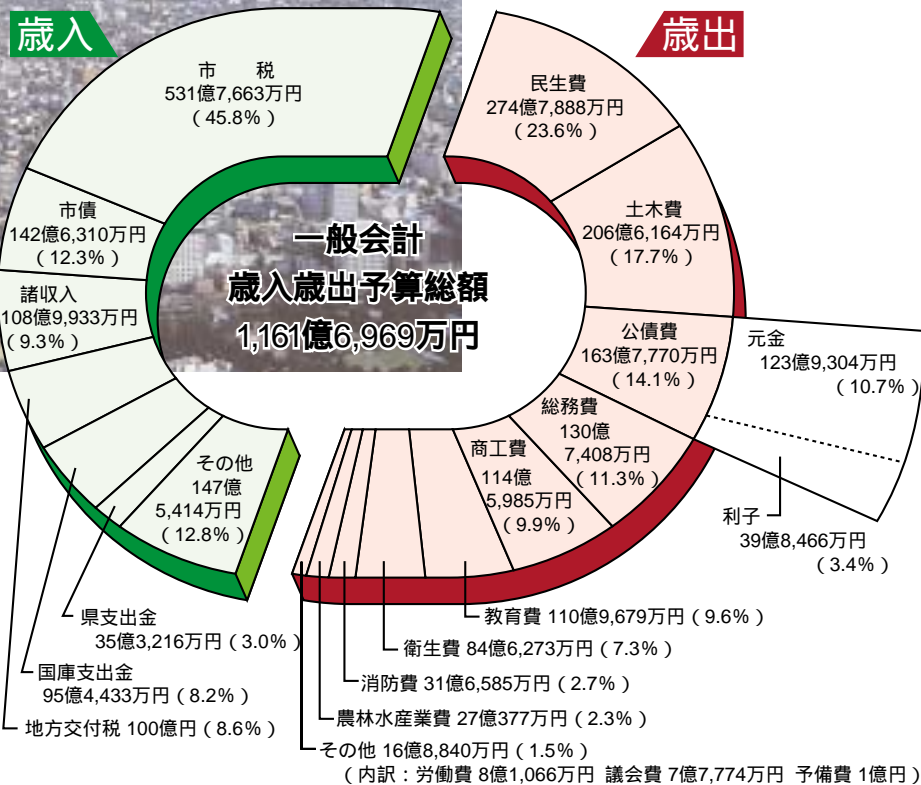 歳入
歳出
市　税
531億7,663万円
（45.8%）
市債
142億6,310万円
（12.3%）
諸収入
108億9,933万円
（9.3%）
一般会計
歳入歳出予算総額
1,161億6,969万円
その他
147億
5,414万円
（12.8%）
県支出金
35億3,216万円（3.0%）
国庫支出金
95億4,433万円（8.2%）
地方交付税 100億円（8.6%）
民生費
274億7,888万円
（23.6%）
土木費
206億6,164万円
（17.7%）
公債費
163億7,770万円
（14.1%）
元金
123億9,304万円
（10.7%）
利子
39億8,466万円
（3.4%）
総務費
130億
7,408万円
（11.3%）
商工費
114億
5,985万円
（9.9%）
教育費 110億9,679万円（9.6%）
衛生費 84億6,273万円（7.3%）
消防費 31億6,585万円（2.7%）
農林水産業費 27億377万円（2.3%）
その他 16億8,840万円（1.5%）
（内訳：労働費 8億1,066万円 議会費 7億7,774万円 予備費 1億円）